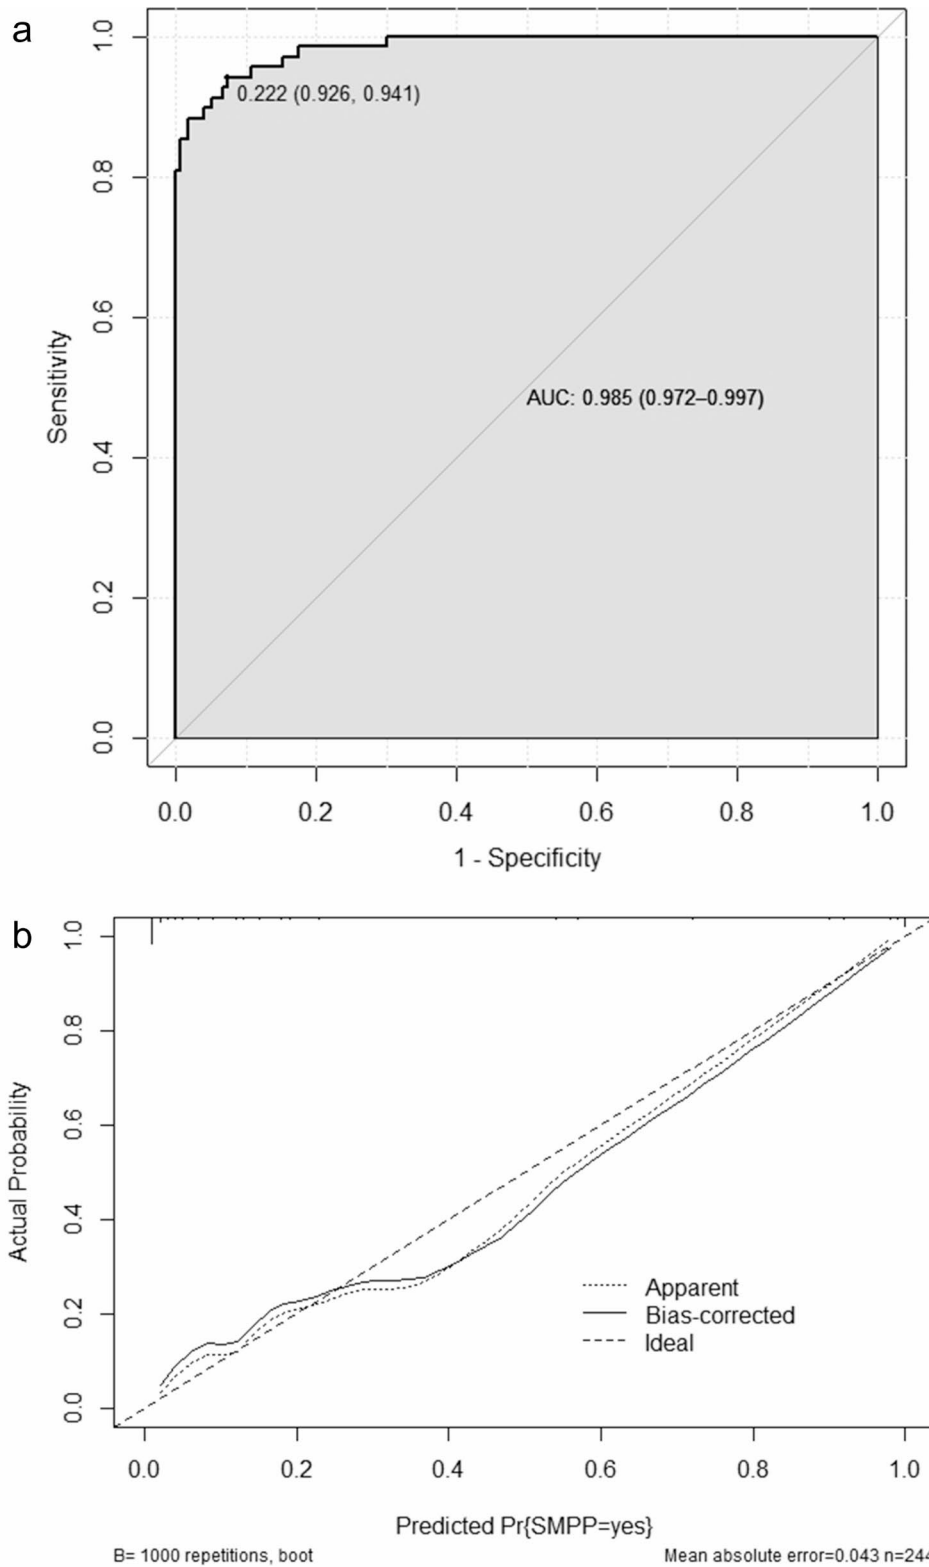 a
1.0
0.222 (0.926, 0.941)
0.8
0.6
Sensitivity
AUC: 0.985 (0.972–0.997)
0.4
0.2
0.0
0.0 0.2 0.4 0.6 0.8 1.0
1 - Specificity
b
1.0
0.8
0.6
Actual Probability
0.4
Apparent
Bias-corrected
Ideal
0.2
0.0
0.0 0.2 0.4 0.6 0.8 1.0
Predicted Pr{SMPP=yes}
B= 1000 repetitions, boot Mean absolute error=0.043 n=244